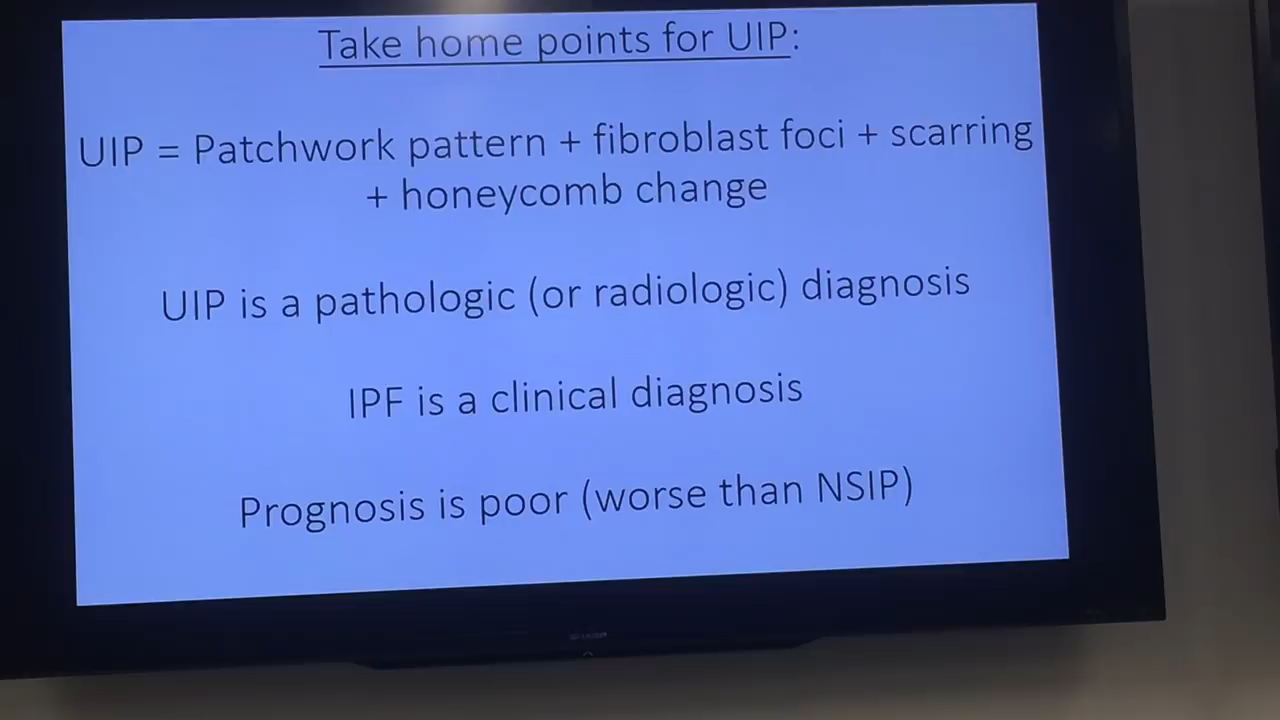 Take home points for UIP:
UIP = Patchwork pattern + fibroblast foci + scarring
+ honeycomb change
UIP is a pathologic (or radiologic) diagnosis
IPF is a clinical diagnosis
Prognosis is poor (worse than NSIP)
SHARP